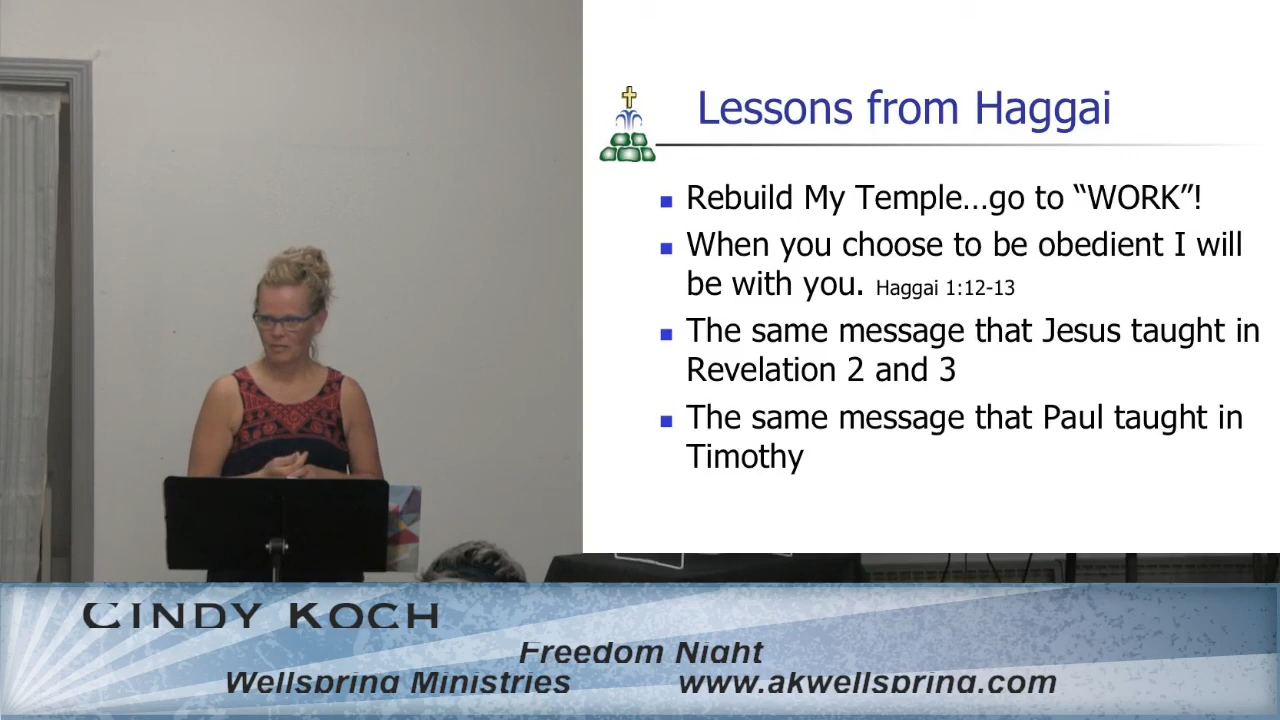 Lessons from Haggai
Rebuild My Temple...go to “WORK”!
When you choose to be obedient I will
be with you. Haggai 1:12-13
The same message that Jesus taught in
Revelation 2 and 3
The same message that Paul taught in
Timothy
CINDY KOCH
Freedom Night
Wellspring Ministries www.akwellspring.com